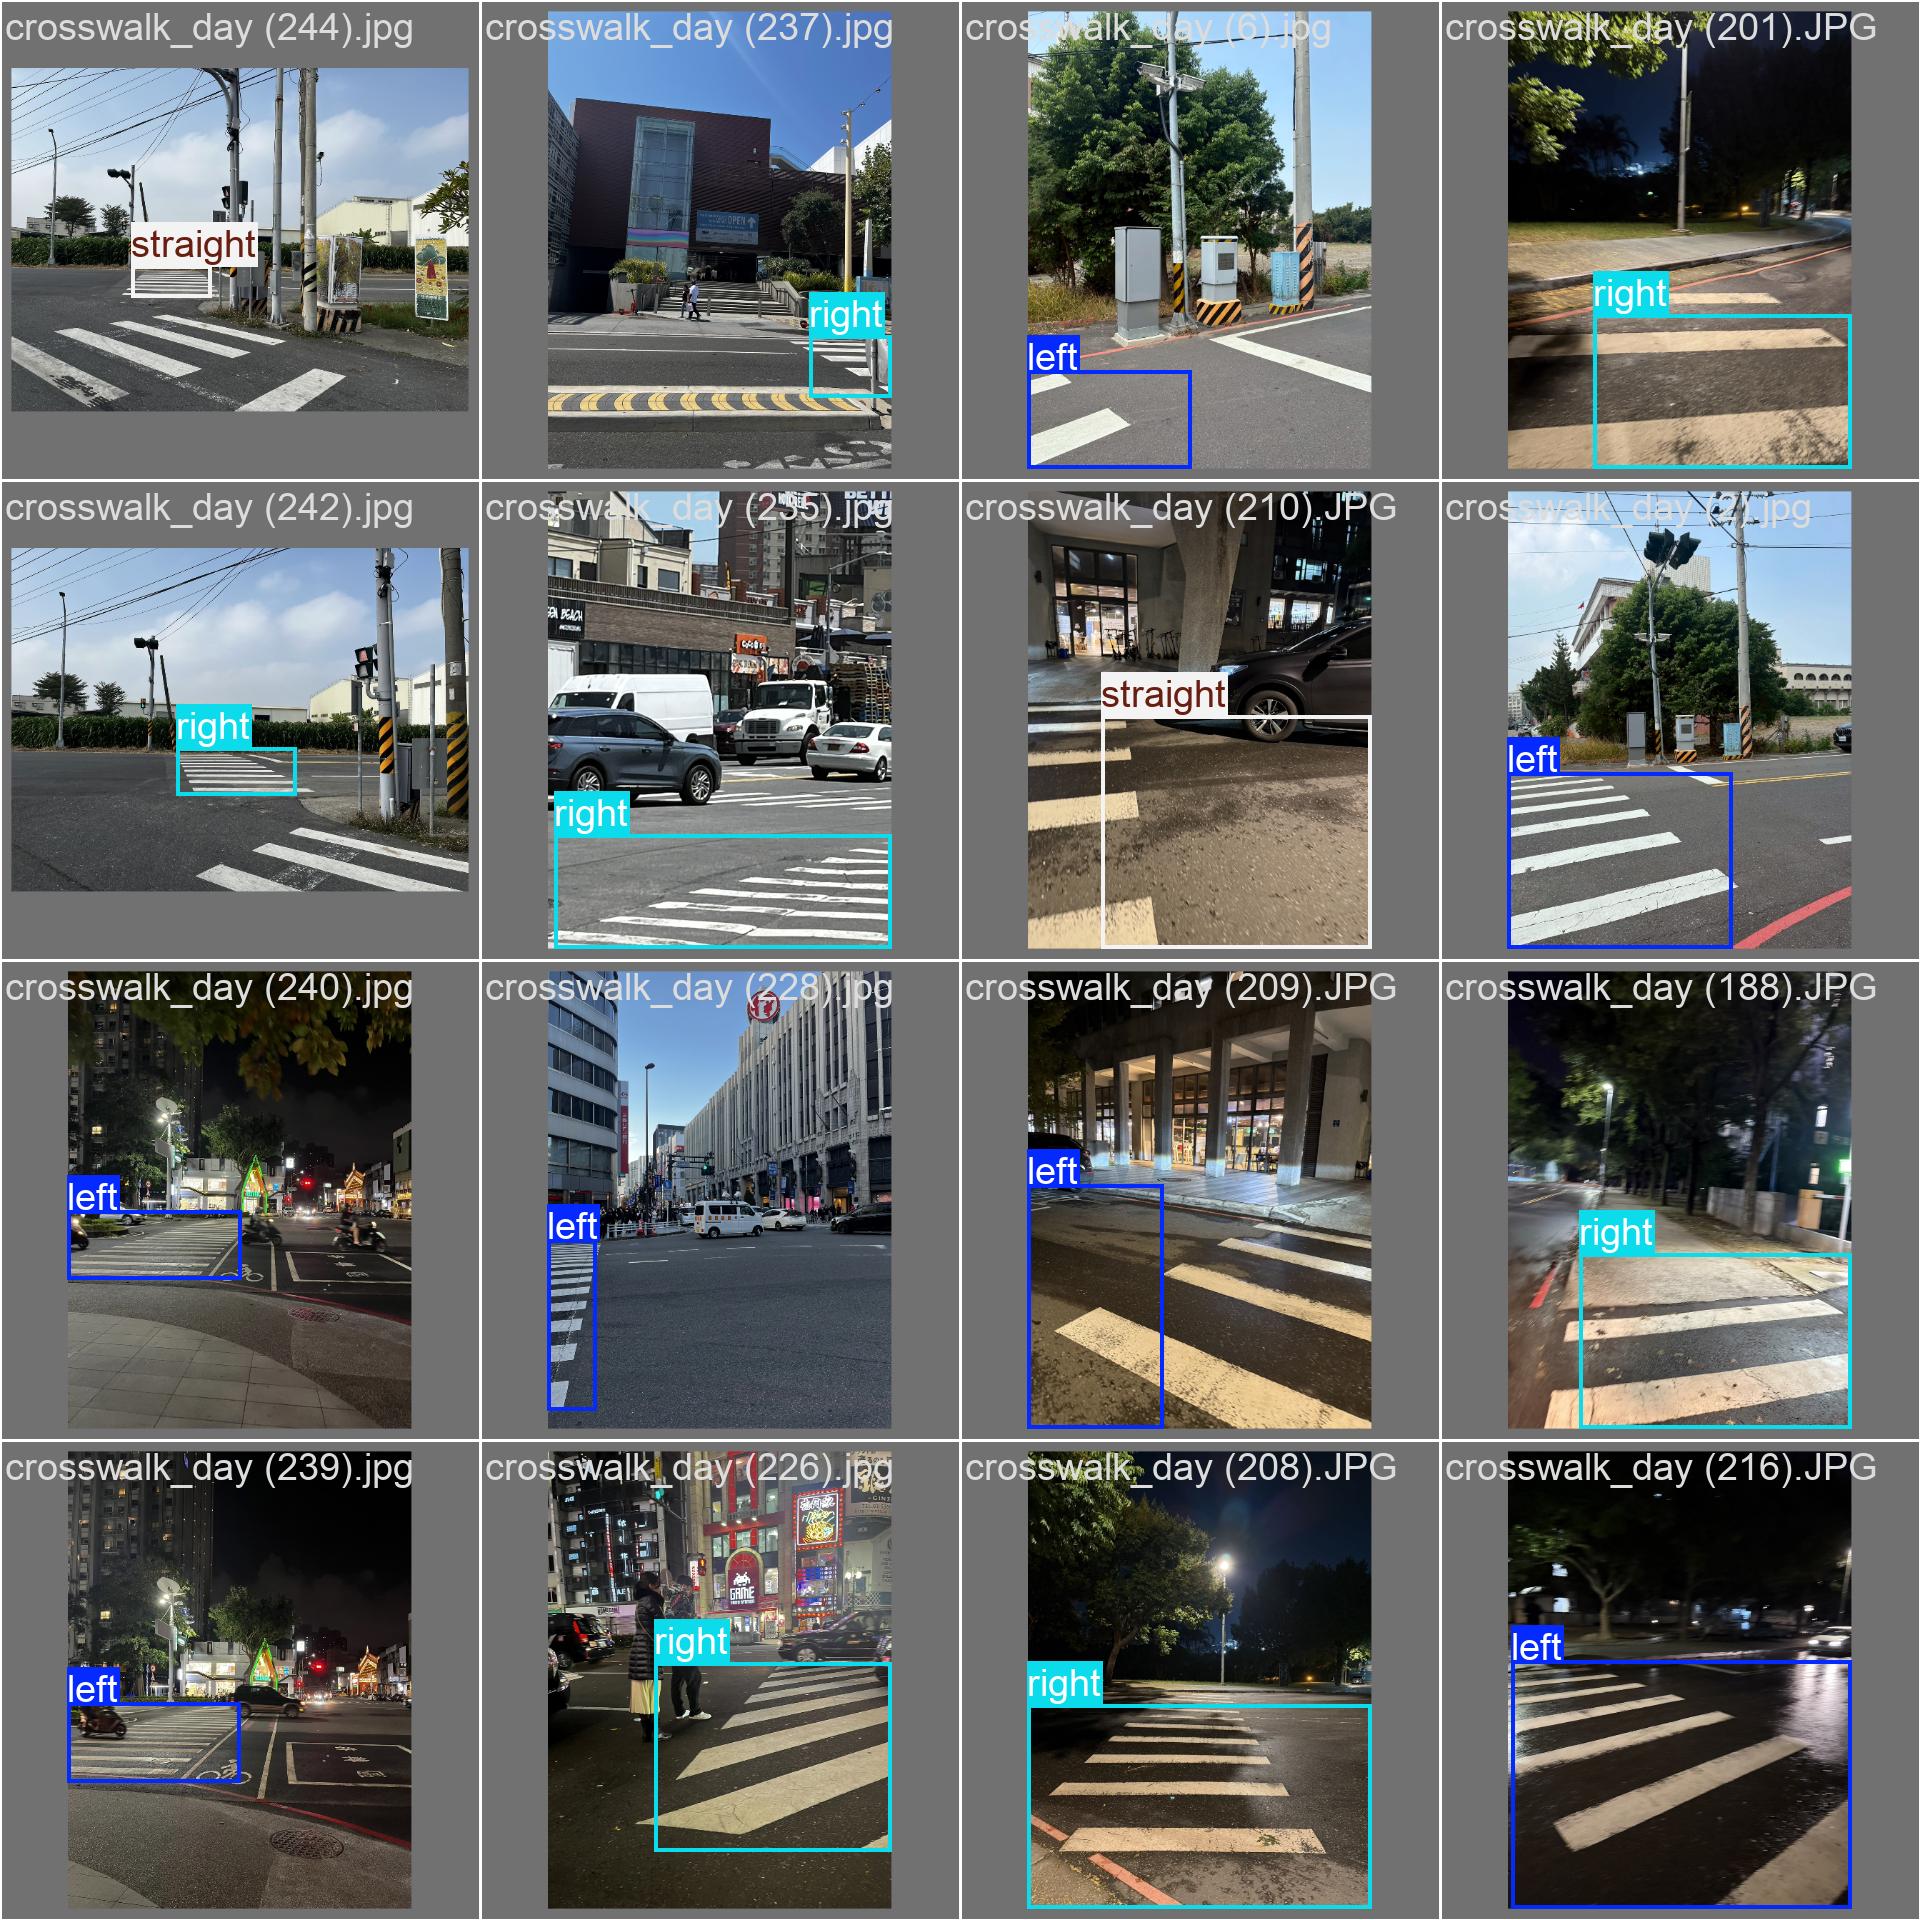 crosswalk_day (244).jpg
straight
crosswalk_day (237).jpg
OPEN
right
crosswalk_day (6).jpg
left
crosswalk_day (201).JPG
right
crosswalk_day (242).jpg
right
crosswalk_day (235).jpg
right
crosswalk_day (210).JPG
straight
crosswalk_day (2).jpg
left
crosswalk_day (240).jpg
left
crosswalk_day (228).jpg
left
crosswalk_day (209).JPG
left
crosswalk_day (188).JPG
right
crosswalk_day (239).jpg
left
crosswalk_day (226).jpg
GAME
right
crosswalk_day (208).JPG
right
crosswalk_day (216).JPG
left